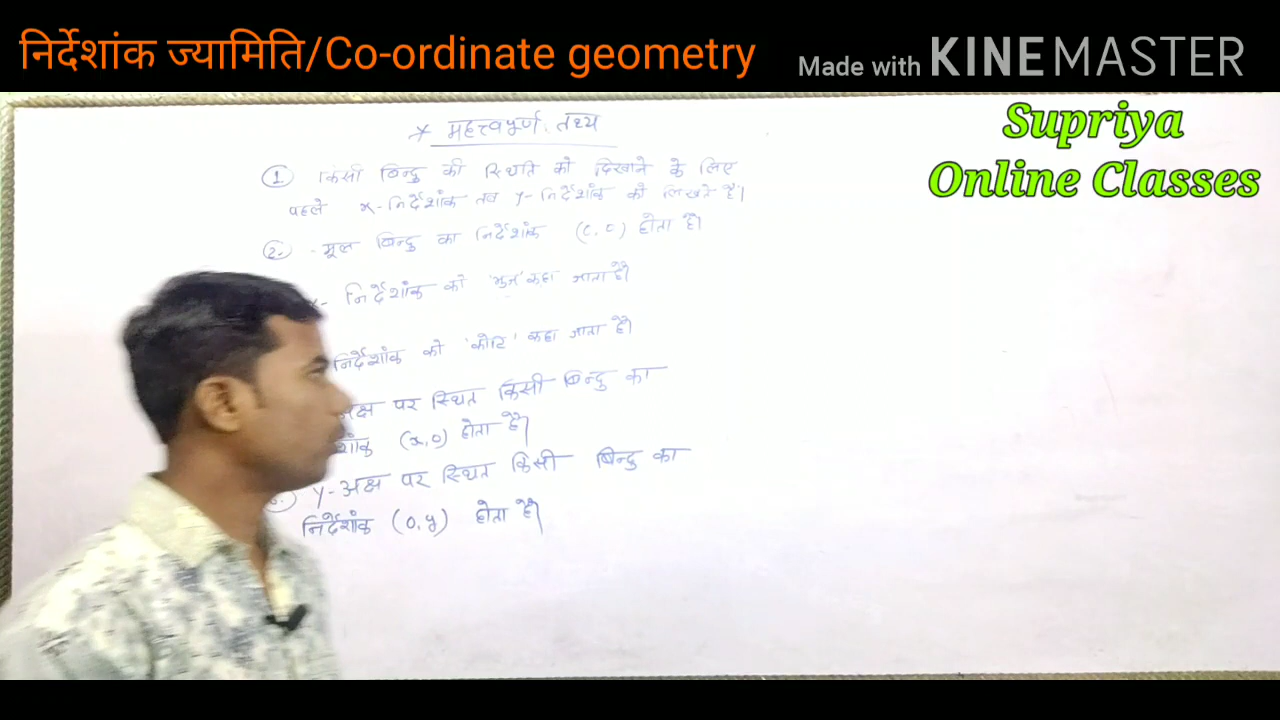 निर्देशांक ज्यामिति/Co-ordinate geometry
Made with KINEMASTER
Supriya
Online Classes
* महत्त्वपूर्ण तथ्य
1 किसी बिन्दु की स्थिति को दिखाने के लिए
पहले x-निर्देशांक तब y-निर्देशांक को लिखते हैं।
2. मूल बिन्दु का निर्देशांक (0,0) होता है।
x- निर्देशांक को 'भुज' कहा जाता है।
निर्देशांक को 'कोटि' कहा जाता है।
अक्ष पर स्थित किसी बिन्दु का
शांक (x,0) होता है।
y-अक्ष पर स्थित किसी बिन्दु का
निर्देशांक (0,y) होता है।